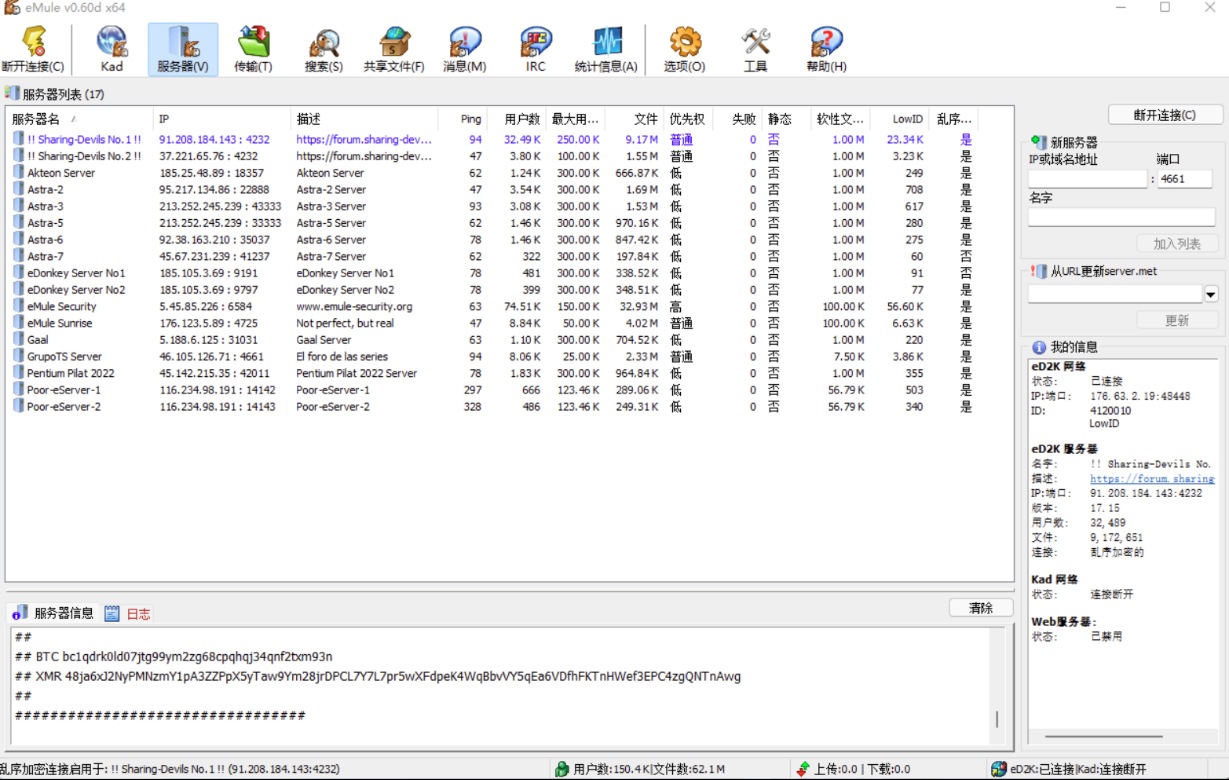 eMule v0.60d x64
断开连接(C) Kad 服务器(V) 传输(T) 搜索(S) 共享文件(F) 消息(M) IRC 统计信息(A) 选项(O) 工具 帮助(H)
服务器列表 (17)
服务器名 IP 描述 Ping 用户数 最大用... 文件 优先权 失败 静态 软性文... LowID 乱序...
!! Sharing-Devils No.1 !! 91.208.184.143 : 4232 https://forum.sharing-dev... 94 32.49 K 250.00 K 9.17 M 普通 0 否 1.00 M 23.34 K 是
!! Sharing-Devils No.2 !! 37.221.65.76 : 4232 https://forum.sharing-dev... 47 3.80 K 100.00 K 1.55 M 普通 0 否 1.00 M 3.23 K 是
Akteon Server 185.25.48.89 : 18357 Akteon Server 62 1.24 K 300.00 K 666.87 K 低 0 否 1.00 M 249 是
Astra-2 95.217.134.86 : 22888 Astra-2 Server 47 3.54 K 300.00 K 1.69 M 低 0 否 1.00 M 708 是
Astra-3 213.252.245.239 : 43333 Astra-3 Server 93 3.08 K 300.00 K 1.53 M 低 0 否 1.00 M 617 是
Astra-5 213.252.245.239 : 33333 Astra-5 Server 62 1.46 K 300.00 K 970.16 K 低 0 否 1.00 M 280 是
Astra-6 92.38.163.210 : 35037 Astra-6 Server 78 1.46 K 300.00 K 847.42 K 低 0 否 1.00 M 275 是
Astra-7 45.67.231.239 : 41237 Astra-7 Server 62 322 300.00 K 197.84 K 低 0 否 1.00 M 60 否
eDonkey Server No1 185.105.3.69 : 9191 eDonkey Server No1 78 481 300.00 K 338.52 K 低 0 否 1.00 M 91 否
eDonkey Server No2 185.105.3.69 : 9797 eDonkey Server No2 78 399 300.00 K 348.51 K 低 0 否 1.00 M 77 是
eMule Security 5.45.85.226 : 6584 www.emule-security.org 63 74.51 K 150.00 K 32.93 M 高 0 否 100.00 K 56.60 K 是
eMule Sunrise 176.123.5.89 : 4725 Not perfect, but real 47 8.84 K 50.00 K 4.02 M 普通 0 否 100.00 K 6.63 K 是
Gaal 5.188.6.125 : 31031 Gaal Server 63 1.10 K 300.00 K 704.52 K 低 0 否 1.00 M 220 是
GrupoTS Server 46.105.126.71 : 4661 El foro de las series 94 8.06 K 25.00 K 2.33 M 普通 0 否 7.50 K 3.86 K 是
Pentium Pilat 2022 45.142.215.35 : 42011 Pentium Pilat 2022 Server 78 1.83 K 300.00 K 964.84 K 低 0 否 1.00 M 355 是
Poor-eServer-1 116.234.98.191 : 14142 Poor-eServer-1 297 666 123.46 K 289.06 K 低 0 否 56.79 K 503 是
Poor-eServer-2 116.234.98.191 : 14143 Poor-eServer-2 328 486 123.46 K 249.31 K 低 0 否 56.79 K 340 是
断开连接(C)
新服务器
IP或域名地址 端口
: 4661
名字
加入列表
从URL更新server.met
更新
我的信息
eD2K 网络
状态: 已连接
IP:端口: 176.63.2.19:48448
ID: 4120010
LowID
eD2K 服务器
名字: !! Sharing-Devils No.
描述: https://forum.sharing
IP:端口: 91.208.184.143:4232
版本: 17.15
用户数: 32,489
文件: 9,172,651
连接: 乱序加密的
Kad 网络
状态: 连接断开
Web服务器:
状态: 已禁用
服务器信息 日志
清除
##
## BTC bc1qdrk0ld07jtg99ym2zg68cpqhqj34qnf2txm93n
## XMR 48ja6xJ2NyPMNzmY1pA3ZZPpX5yTaw9Ym28jrDPCL7Y7L7pr5wXFdpeK4WqBbvVY5qEa6VDfhFKTnHWef3EPC4zgQNTnAwg
##
#################################
乱序加密连接启用于: !! Sharing-Devils No.1 !! (91.208.184.143:4232) 用户数:150.4 K|文件数:62.1 M 上传:0.0 | 下载:0.0 eD2K:已连接|Kad:连接断开